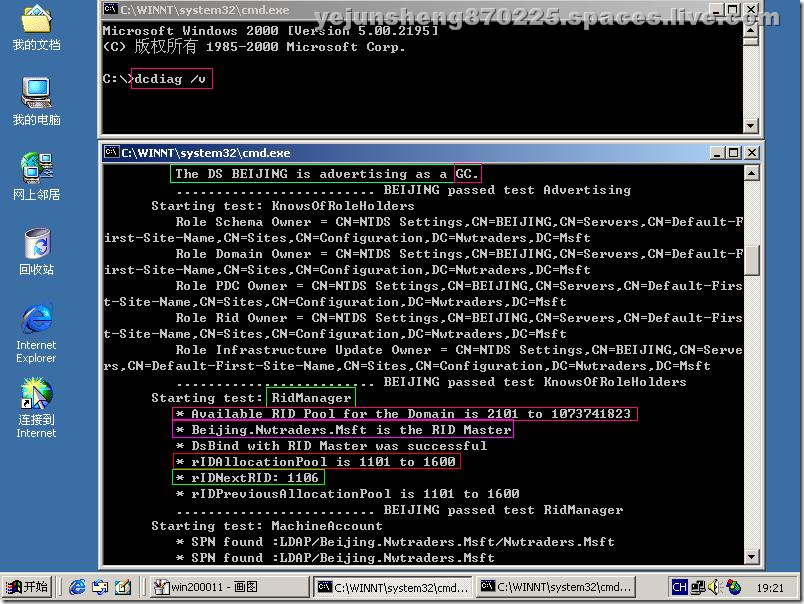 yejunsheng870225.spaces.live.com
C:\WINNT\system32\cmd.exe
Microsoft Windows 2000 [Version 5.00.2195]
(C) 版权所有 1985-2000 Microsoft Corp.
C:\>dcdiag /v
我的文档
我的电脑
网上邻居
回收站
Internet
Explorer
连接到
Internet
C:\WINNT\system32\cmd.exe
The DS BEIJING is advertising as a GC.
......................... BEIJING passed test Advertising
Starting test: KnowsOfRoleHolders
Role Schema Owner = CN=NTDS Settings,CN=BEIJING,CN=Servers,CN=Default-F
irst-Site-Name,CN=Sites,CN=Configuration,DC=Nwtraders,DC=Msft
Role Domain Owner = CN=NTDS Settings,CN=BEIJING,CN=Servers,CN=Default-F
irst-Site-Name,CN=Sites,CN=Configuration,DC=Nwtraders,DC=Msft
Role PDC Owner = CN=NTDS Settings,CN=BEIJING,CN=Servers,CN=Default-Firs
t-Site-Name,CN=Sites,CN=Configuration,DC=Nwtraders,DC=Msft
Role Rid Owner = CN=NTDS Settings,CN=BEIJING,CN=Servers,CN=Default-Firs
t-Site-Name,CN=Sites,CN=Configuration,DC=Nwtraders,DC=Msft
Role Infrastructure Update Owner = CN=NTDS Settings,CN=BEIJING,CN=Serve
rs,CN=Default-First-Site-Name,CN=Sites,CN=Configuration,DC=Nwtraders,DC=Msft
......................... BEIJING passed test KnowsOfRoleHolders
Starting test: RidManager
* Available RID Pool for the Domain is 2101 to 1073741823
* Beijing.Nwtraders.Msft is the RID Master
* DsBind with RID Master was successful
* rIDAllocationPool is 1101 to 1600
* rIDNextRID: 1106
* rIDPreviousAllocationPool is 1101 to 1600
......................... BEIJING passed test RidManager
Starting test: MachineAccount
* SPN found :LDAP/Beijing.Nwtraders.Msft/Nwtraders.Msft
* SPN found :LDAP/Beijing.Nwtraders.Msft
开始
win200011 - 画图
C:\WINNT\system32\cmd...
C:\WINNT\system32\cmd...
CH
19:21